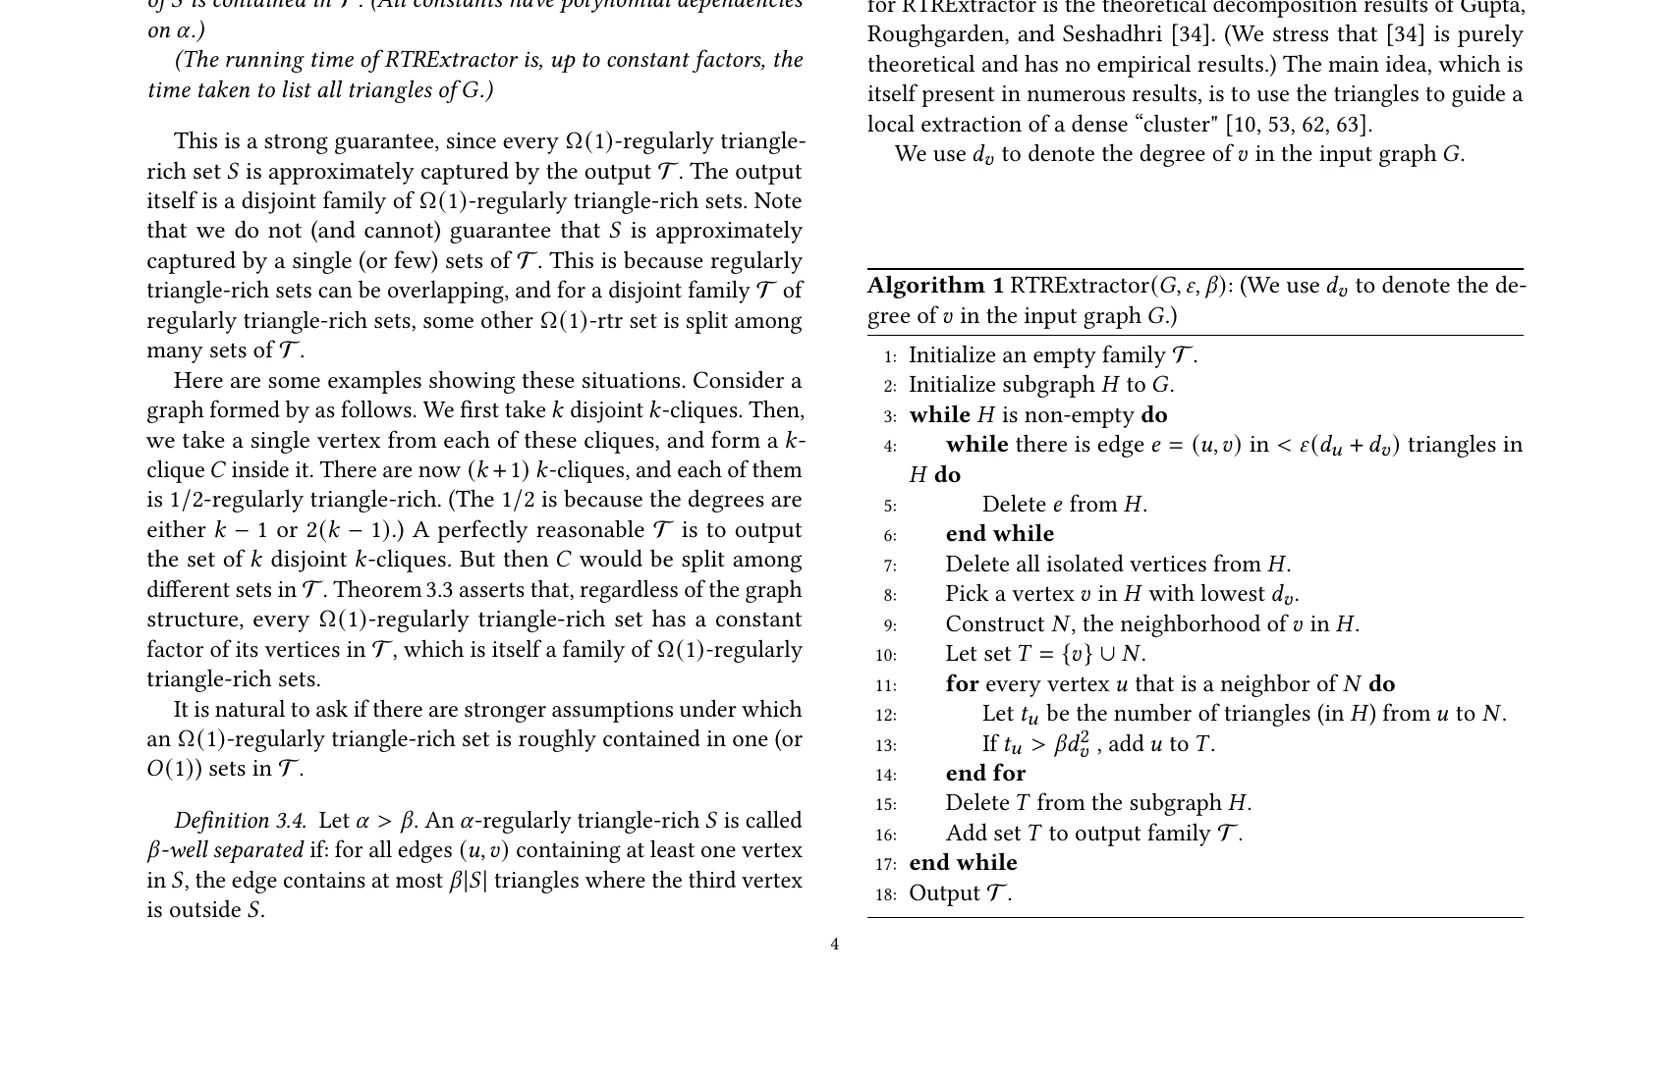 of S is contained in 𝒯. (All constants have polynomial dependencies
on α.)
(The running time of RTRExtractor is, up to constant factors, the
time taken to list all triangles of G.)
This is a strong guarantee, since every Ω(1)-regularly triangle-
rich set S is approximately captured by the output 𝒯. The output
itself is a disjoint family of Ω(1)-regularly triangle-rich sets. Note
that we do not (and cannot) guarantee that S is approximately
captured by a single (or few) sets of 𝒯. This is because regularly
triangle-rich sets can be overlapping, and for a disjoint family 𝒯 of
regularly triangle-rich sets, some other Ω(1)-rtr set is split among
many sets of 𝒯.
Here are some examples showing these situations. Consider a
graph formed by as follows. We first take k disjoint k-cliques. Then,
we take a single vertex from each of these cliques, and form a k-
clique C inside it. There are now (k+1) k-cliques, and each of them
is 1/2-regularly triangle-rich. (The 1/2 is because the degrees are
either k − 1 or 2(k − 1).) A perfectly reasonable 𝒯 is to output
the set of k disjoint k-cliques. But then C would be split among
different sets in 𝒯. Theorem 3.3 asserts that, regardless of the graph
structure, every Ω(1)-regularly triangle-rich set has a constant
factor of its vertices in 𝒯, which is itself a family of Ω(1)-regularly
triangle-rich sets.
It is natural to ask if there are stronger assumptions under which
an Ω(1)-regularly triangle-rich set is roughly contained in one (or
O(1)) sets in 𝒯.
Definition 3.4. Let α > β. An α-regularly triangle-rich S is called
β-well separated if: for all edges (u, v) containing at least one vertex
in S, the edge contains at most β|S| triangles where the third vertex
is outside S.
for RTRExtractor is the theoretical decomposition results of Gupta,
Roughgarden, and Seshadhri [34]. (We stress that [34] is purely
theoretical and has no empirical results.) The main idea, which is
itself present in numerous results, is to use the triangles to guide a
local extraction of a dense “cluster" [10, 53, 62, 63].
We use d_v to denote the degree of v in the input graph G.
Algorithm 1 RTRExtractor(G, ε, β): (We use d_v to denote the de-
gree of v in the input graph G.)
1: Initialize an empty family 𝒯.
2: Initialize subgraph H to G.
3: while H is non-empty do
4: while there is edge e = (u, v) in < ε(d_u + d_v) triangles in
H do
5: Delete e from H.
6: end while
7: Delete all isolated vertices from H.
8: Pick a vertex v in H with lowest d_v.
9: Construct N, the neighborhood of v in H.
10: Let set T = {v} ∪ N.
11: for every vertex u that is a neighbor of N do
12: Let t_u be the number of triangles (in H) from u to N.
13: If t_u > βd_v^2 , add u to T.
14: end for
15: Delete T from the subgraph H.
16: Add set T to output family 𝒯.
17: end while
18: Output 𝒯.
4